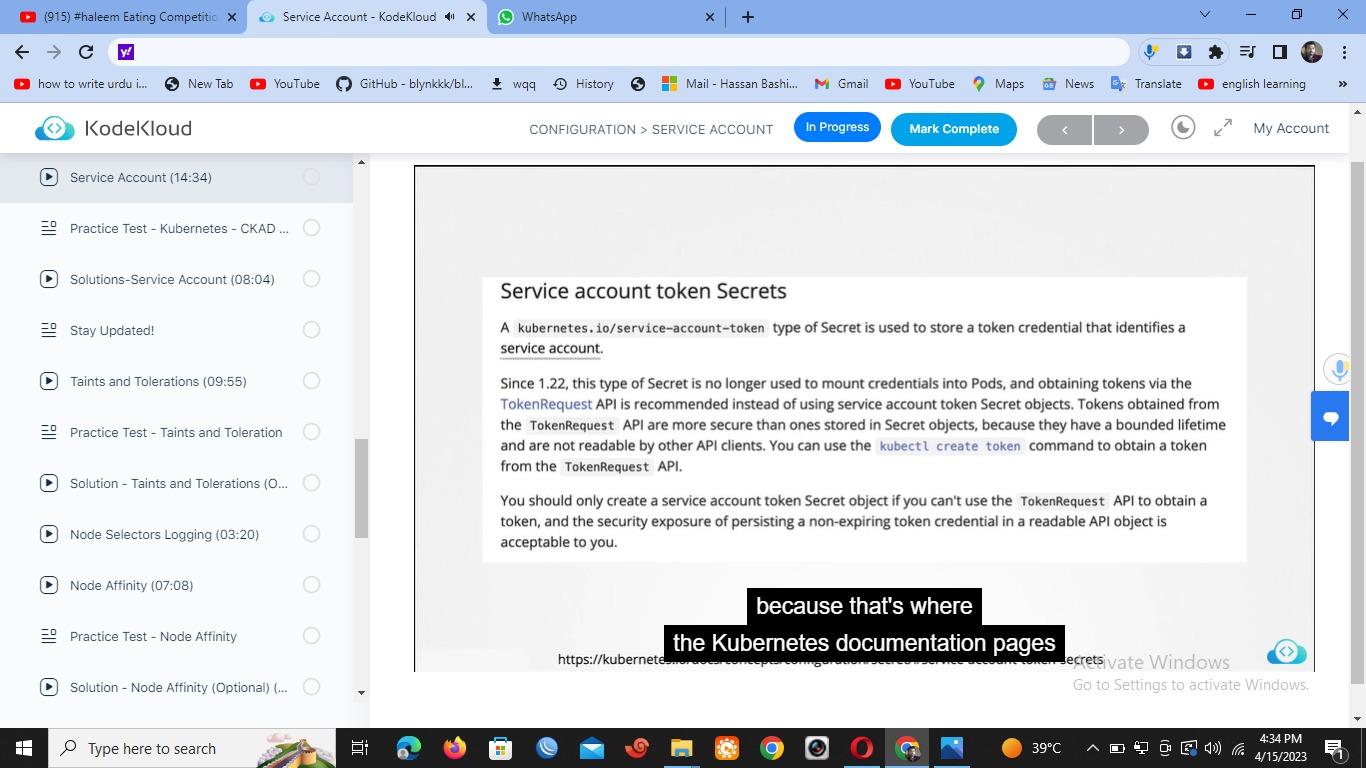 (915) #haleem Eating Competitio
Service Account - KodeKloud
WhatsApp
how to write urdu i...
New Tab
YouTube
GitHub - blynkkk/bl...
wqq
History
Mail - Hassan Bashi...
Gmail
YouTube
Maps
News
Translate
english learning
»
KodeKloud
CONFIGURATION > SERVICE ACCOUNT
In Progress
Mark Complete
My Account
Service Account (14:34)
Practice Test - Kubernetes - CKAD ...
Solutions-Service Account (08:04)
Stay Updated!
Taints and Tolerations (09:55)
Practice Test - Taints and Toleration
Solution - Taints and Tolerations (O...
Node Selectors Logging (03:20)
Node Affinity (07:08)
Practice Test - Node Affinity
Solution - Node Affinity (Optional) (...
Service account token Secrets
A kubernetes.io/service-account-token type of Secret is used to store a token credential that identifies a
service account.
Since 1.22, this type of Secret is no longer used to mount credentials into Pods, and obtaining tokens via the
TokenRequest API is recommended instead of using service account token Secret objects. Tokens obtained from
the TokenRequest API are more secure than ones stored in Secret objects, because they have a bounded lifetime
and are not readable by other API clients. You can use the kubectl create token command to obtain a token
from the TokenRequest API.
You should only create a service account token Secret object if you can't use the TokenRequest API to obtain a
token, and the security exposure of persisting a non-expiring token credential in a readable API object is
acceptable to you.
because that's where
the Kubernetes documentation pages
https://kubernetes.io/docs/concepts/configuration/secret/#service-account-token-secrets
Activate Windows
Go to Settings to activate Windows.
Type here to search
39°C
4:34 PM
4/15/2023
1